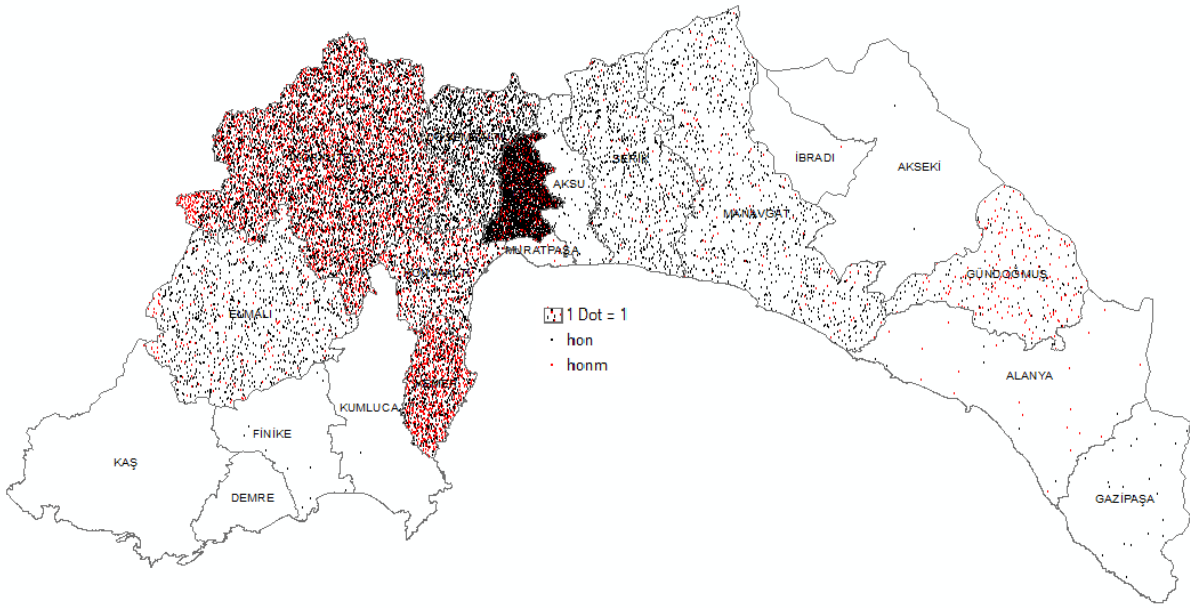 İBRADI
AKSEKİ
SERİK
AKSU
MANAVGAT
MURATPAŞA
GÜNDOĞMUŞ
ELMALI
1 Dot = 1
hon
honm
ALANYA
KEMER
KUMLUCA
FİNİKE
KAŞ
DEMRE
GAZİPAŞA